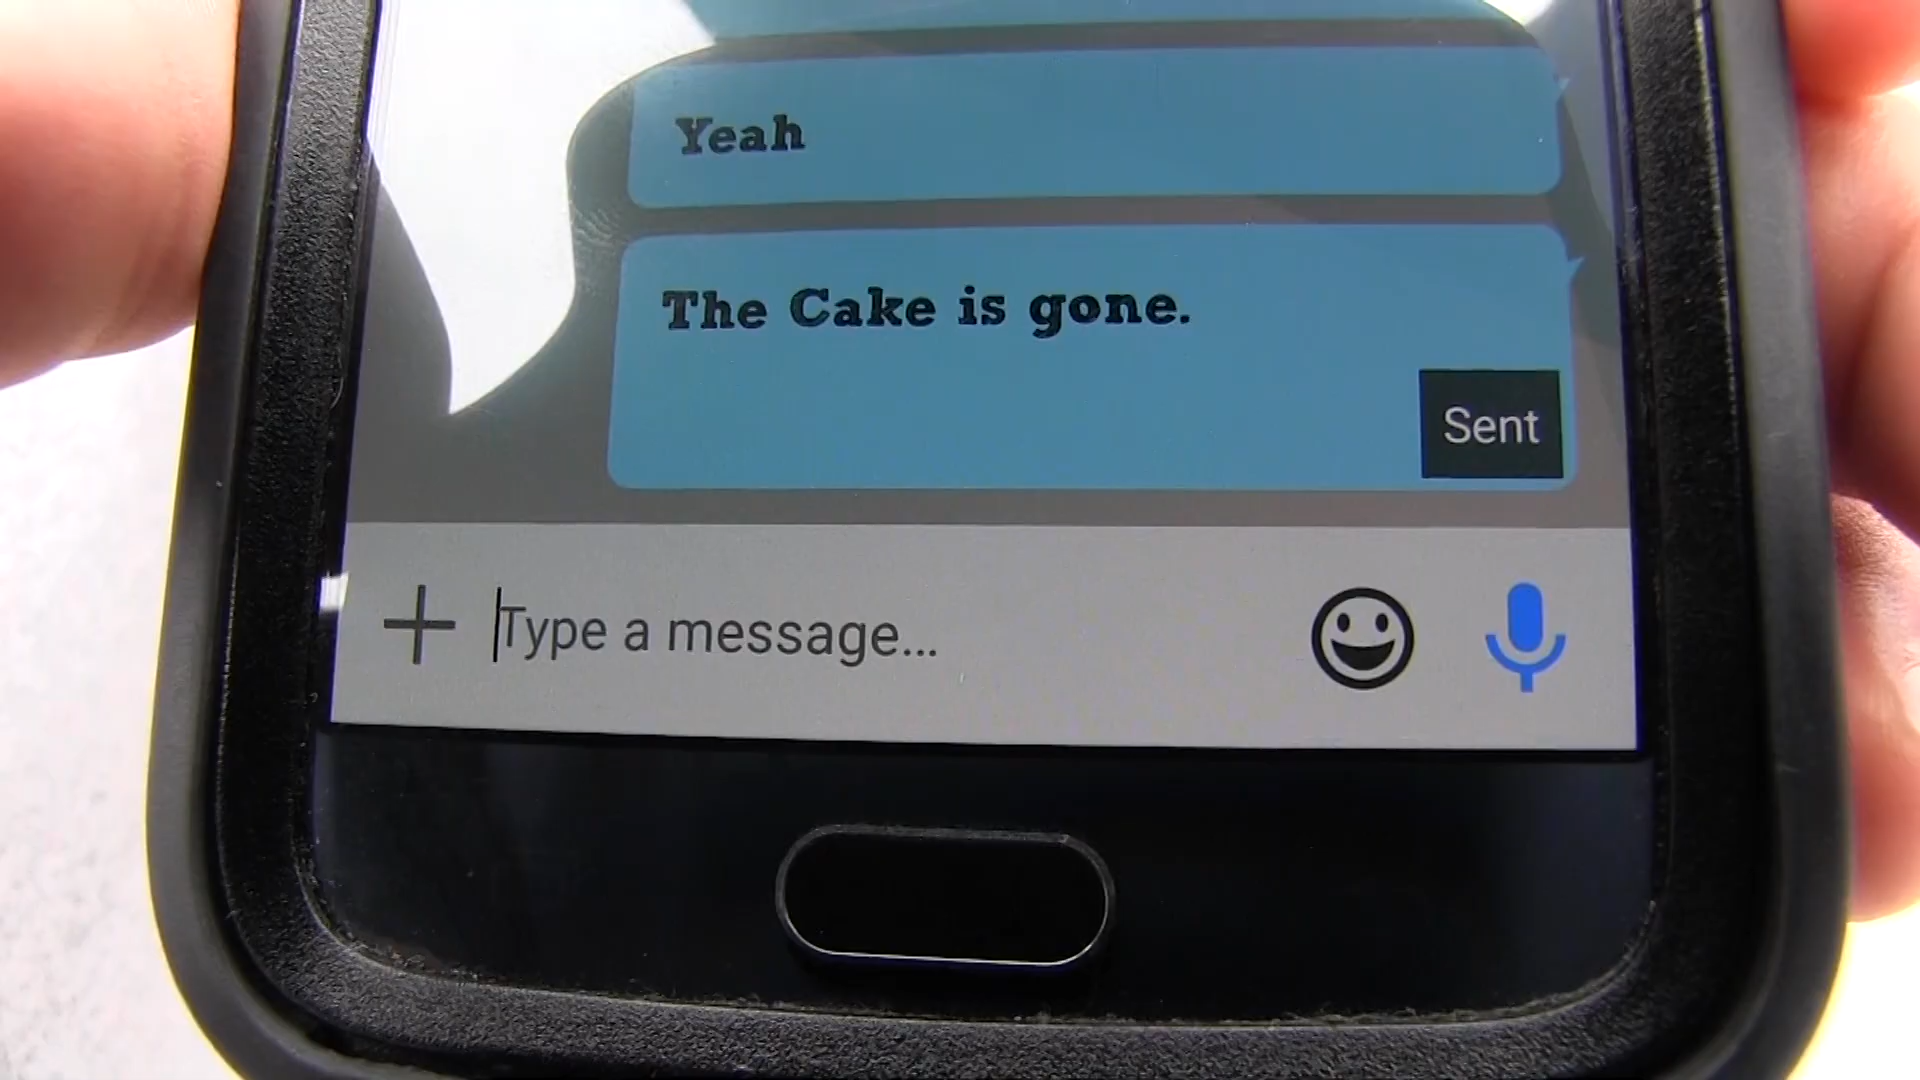 Yeah
The Cake is gone.
Sent
Type a message...